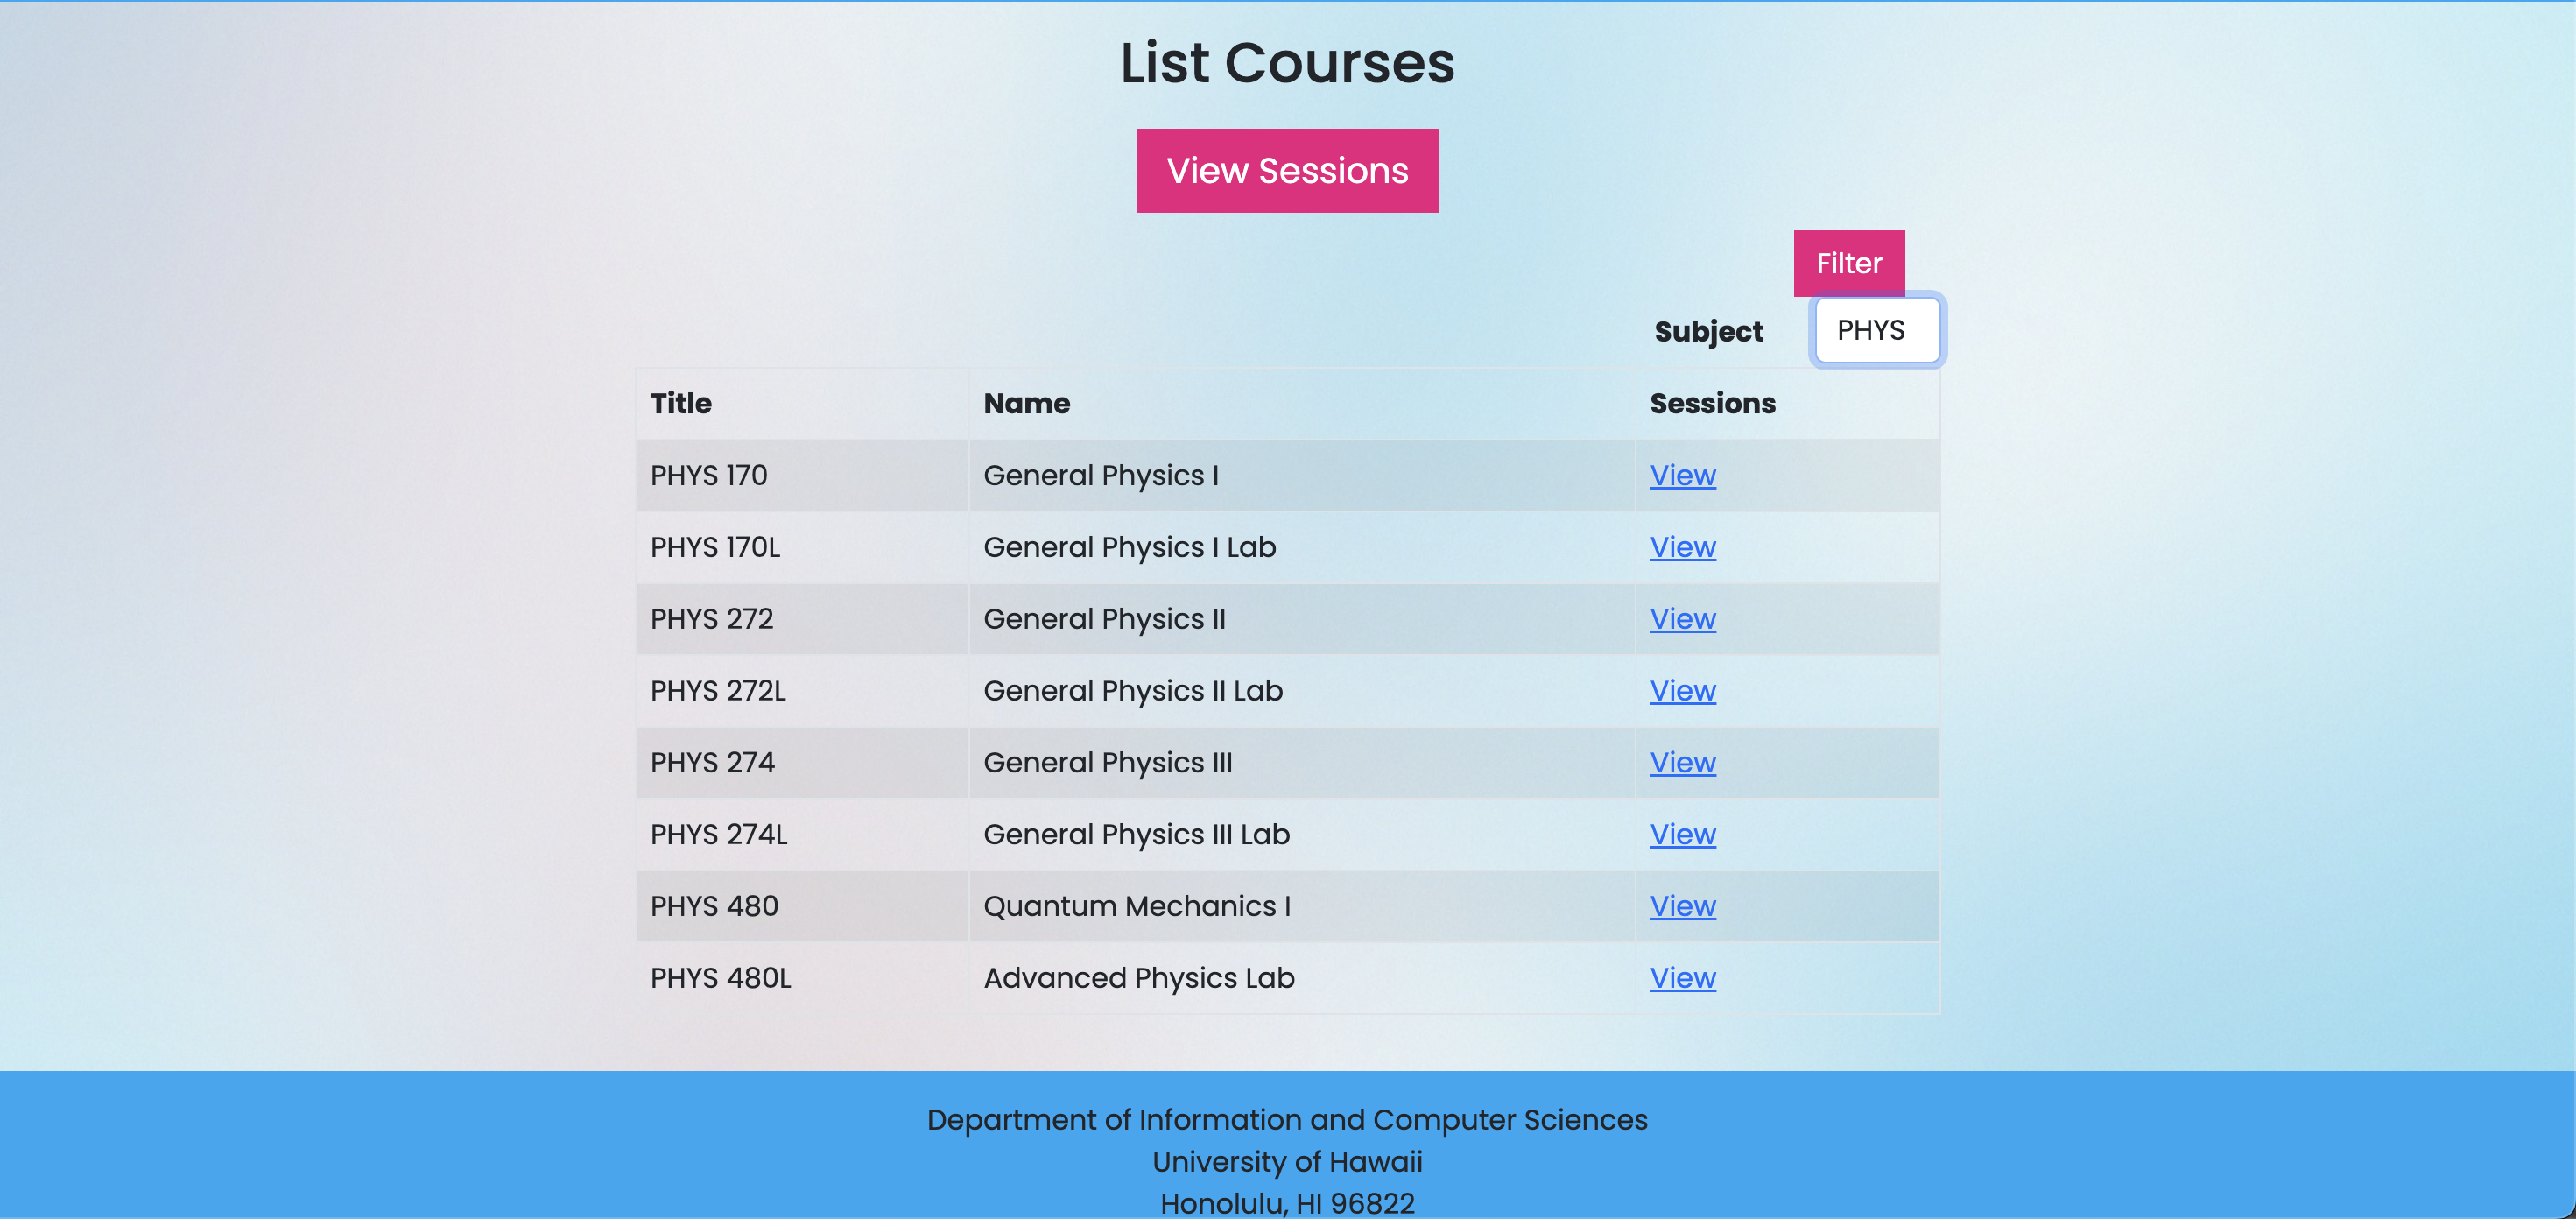 List Courses
View Sessions
Filter
Subject PHYS
Title Name Sessions
PHYS 170 General Physics I View
PHYS 170L General Physics I Lab View
PHYS 272 General Physics II View
PHYS 272L General Physics II Lab View
PHYS 274 General Physics III View
PHYS 274L General Physics III Lab View
PHYS 480 Quantum Mechanics I View
PHYS 480L Advanced Physics Lab View
Department of Information and Computer Sciences
University of Hawaii
Honolulu, HI 96822